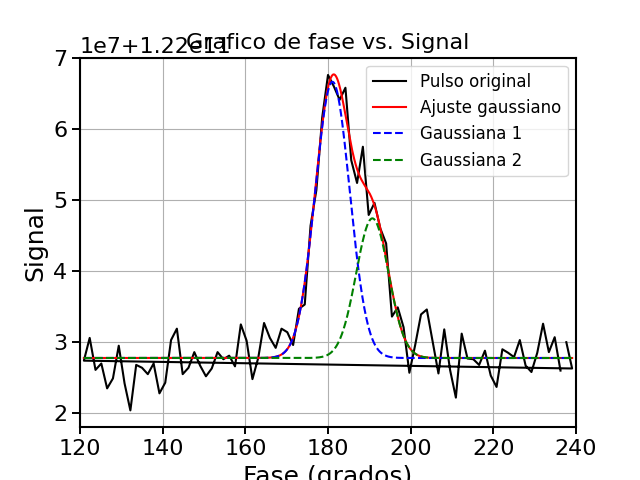 1e7+1.22e11
Grafico de fase vs. Signal
7
6
5
4
3
2
Signal
Pulso original
Ajuste gaussiano
Gaussiana 1
Gaussiana 2
120 140 160 180 200 220 240
Fase (grados)